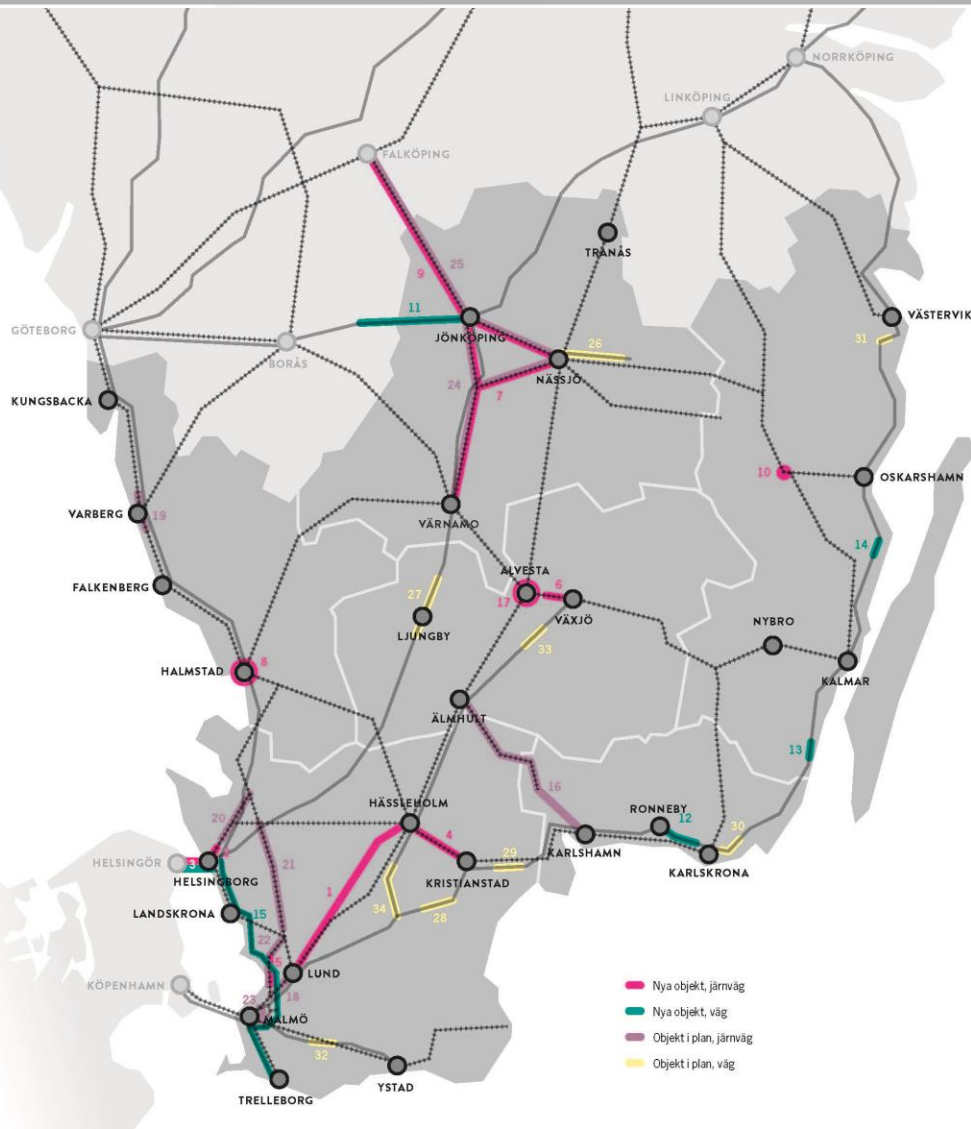 NORRKÖPING
LINKÖPING
FALKÖPING
TRANÅS
25
9
11
GÖTEBORG
JÖNKÖPING
VÄSTERVIK
BORÅS
26
31
NÄSSJÖ
24
7
KUNGSBACKA
10
OSKARSHAMN
VARBERG
19
VÄRNAMO
14
ALVESTA
FALKENBERG
27
17
6
VÄXJÖ
LJUNGBY
NYBRO
33
HALMSTAD
8
KALMAR
ÄLMHULT
13
16
HÄSSLEHOLM
RONNEBY
20
12
30
4
KARLSHAMN
HELSINGÖR
3
21
29
KARLSKRONA
HELSINGBORG
KRISTIANSTAD
1
LANDSKRONA
15
34
28
22
5
LUND
KÖPENHAMN
18
23
MALMÖ
32
YSTAD
TRELLEBORG
Nya objekt, järnväg
Nya objekt, väg
Objekt i plan, järnväg
Objekt i plan, väg